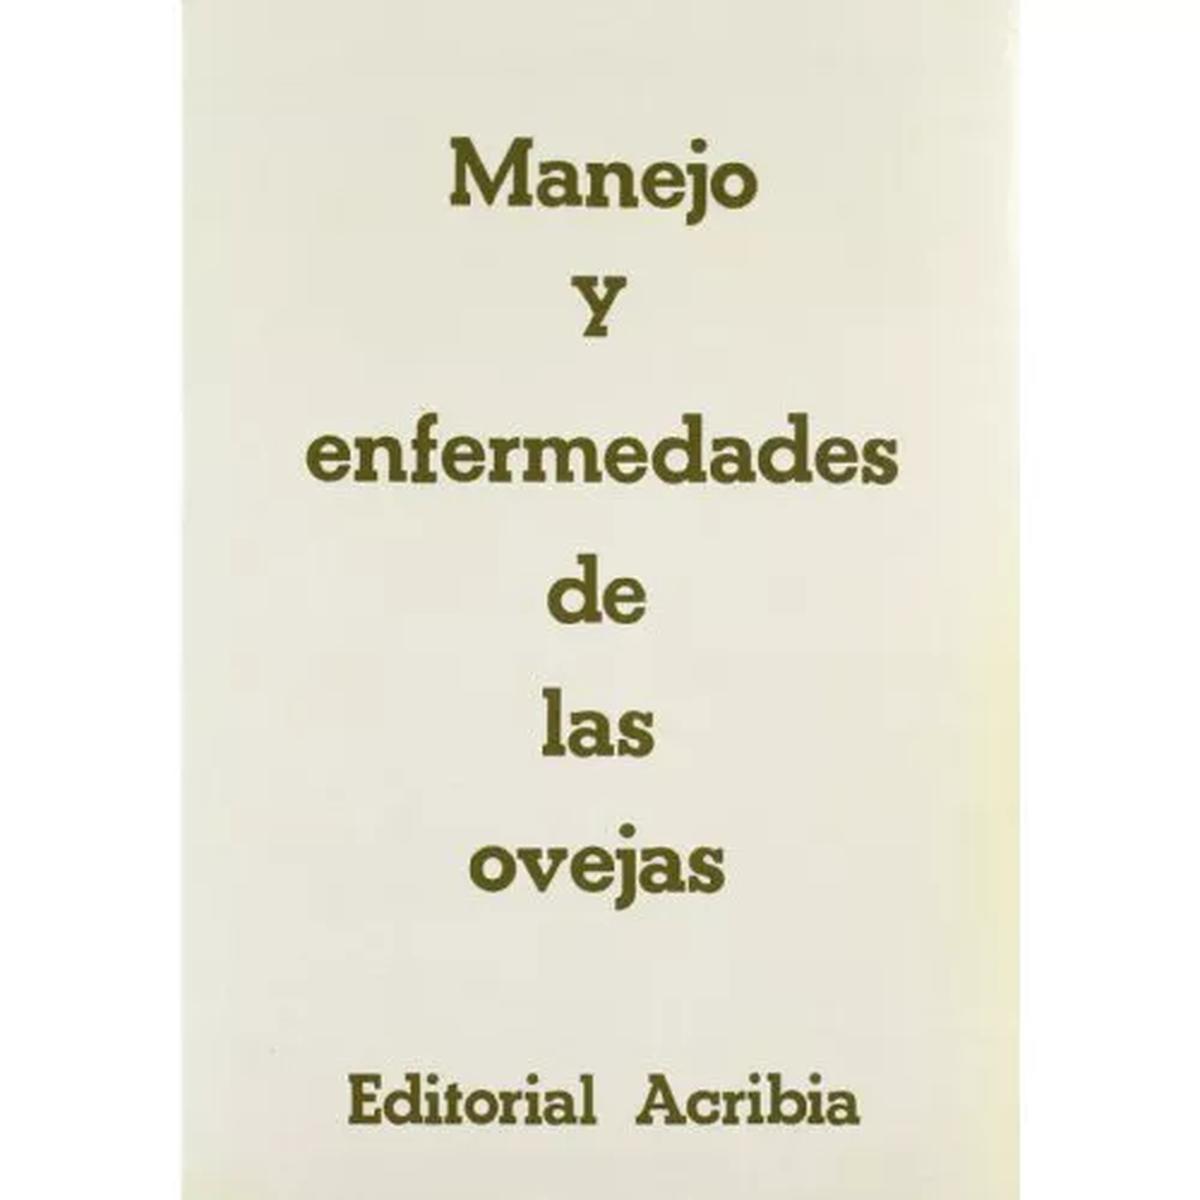 Manejo
y
enfermedades
de
las
ovejas
Editorial Acribia